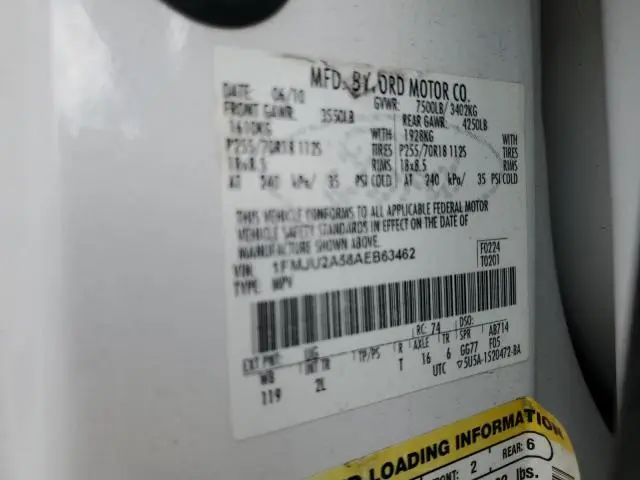 MFD. BY FORD MOTOR CO.
DATE: 06/10 GVWR: 7500LB/ 3402KG
FRONT GAWR: 3550LB REAR GAWR: 4250LB
1610KG WITH 1928KG WITH
P255/70R18 112S TIRES P255/70R18 112S TIRES
18x8.5 RIMS 18x8.5 RIMS
AT 240 kPa/ 35 PSI COLD AT 240 kPa/ 35 PSI COLD
THIS VEHICLE CONFORMS TO ALL APPLICABLE FEDERAL MOTOR
VEHICLE SAFETY STANDARDS IN EFFECT ON THE DATE OF
MANUFACTURE SHOWN ABOVE.
VIN: 1FMJU2A58AEB63462 F0224
TYPE: MPV T0201
EXT PNT: UG RC: 74 DSO:
WB INT TR TP/PS R AXLE TR SPR AB714
119 2L T 16 6 GG77 F05
UTC 5U5A-1520472-BA
LOADING INFORMATION
2 REAR: 6
lbs.